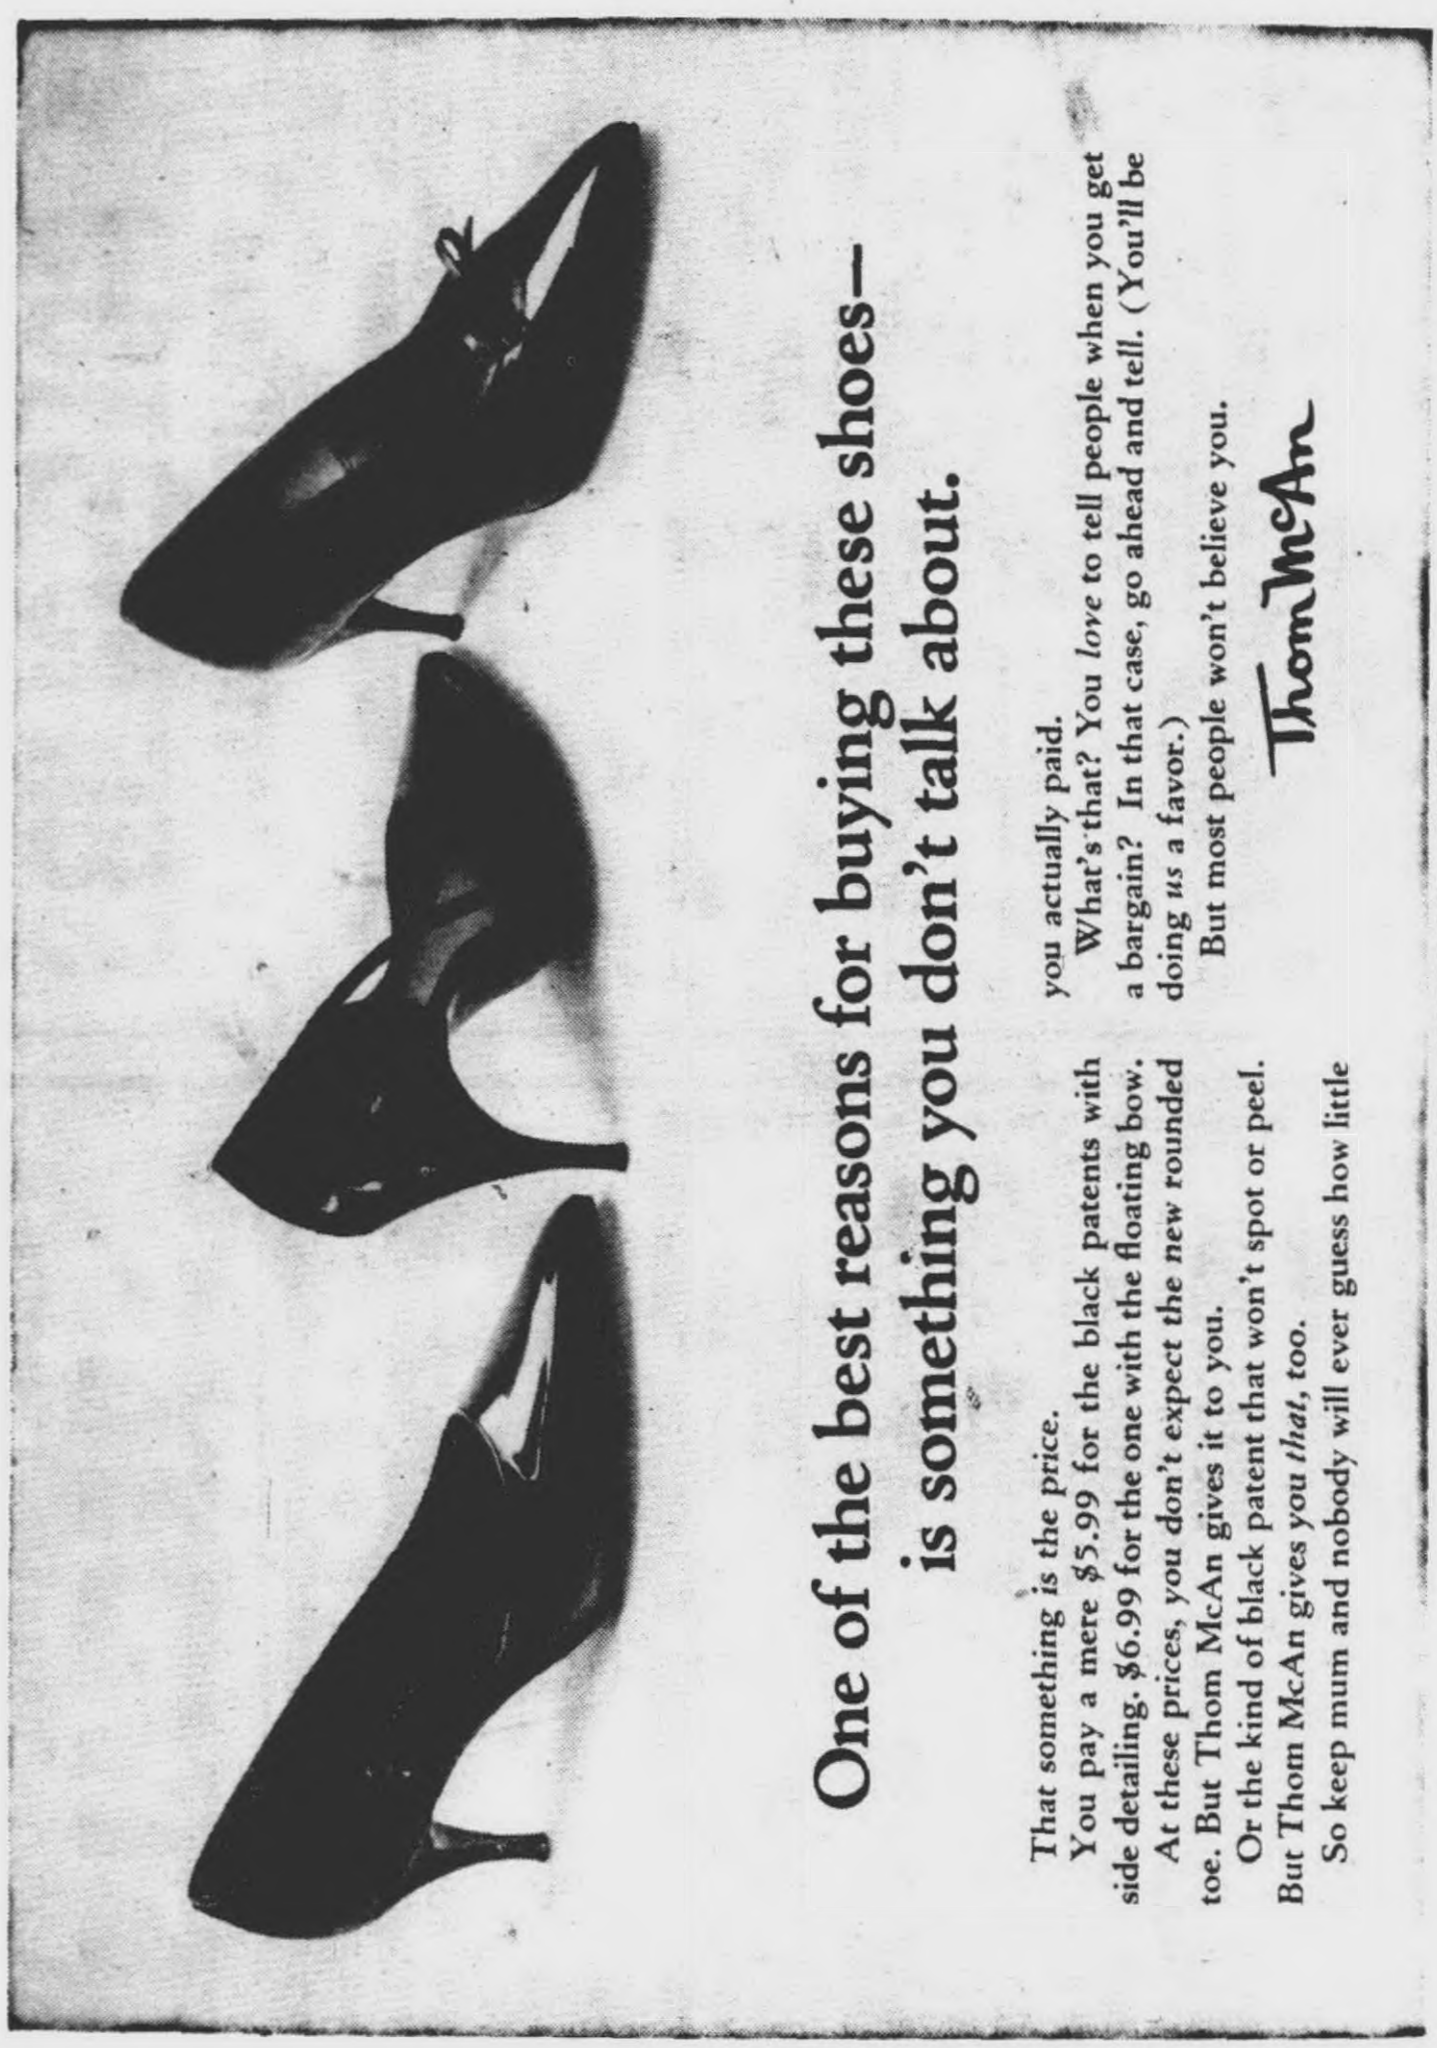 One of the best reasons for buying these shoes—
is something you don't talk about.
That something is the price.
You pay a mere $5.99 for the black patents with
side detailing. $6.99 for the one with the floating bow.
At these prices, you don't expect the new rounded
toe. But Thom McAn gives it to you.
Or the kind of black patent that won't spot or peel.
But Thom McAn gives you that, too.
So keep mum and nobody will ever guess how little
you actually paid.
What's that? You love to tell people when you get
a bargain? In that case, go ahead and tell. (You'll be
doing us a favor.)
But most people won't believe you.
Thom McAn